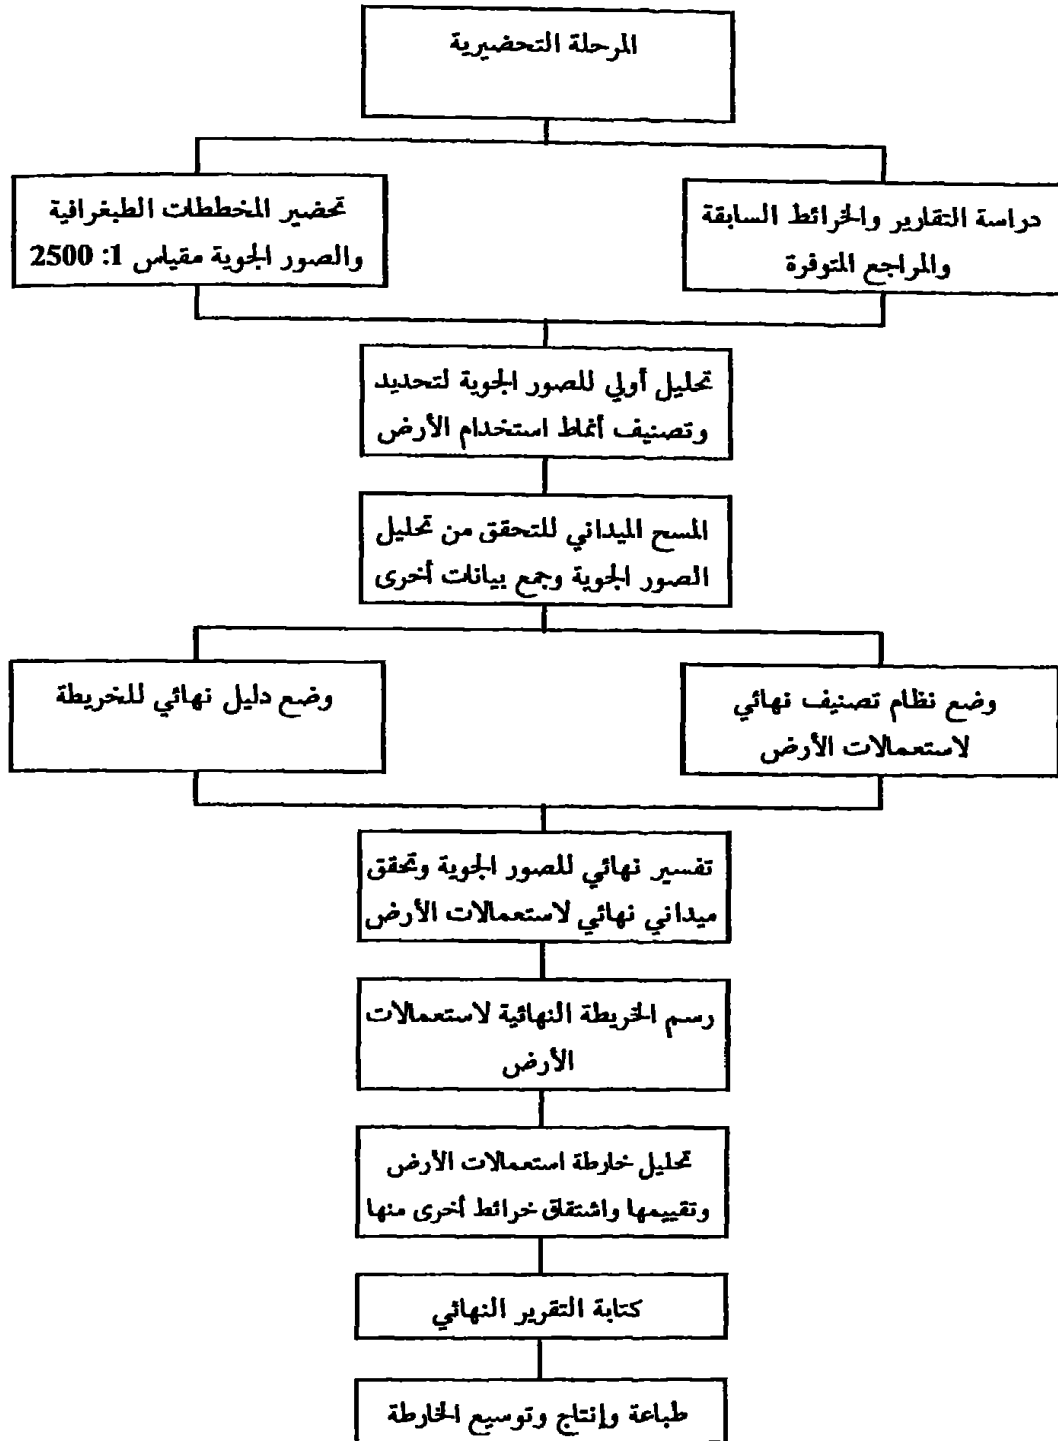 المرحلة التحضيرية
دراسة التقارير والخرائط السابقة
والمراجع المتوفرة
تحضير المخططات الطبغرافية
والصور الجوية مقياس 1: 2500
تحليل أولي للصور الجوية لتحديد
وتصنيف أنماط استخدام الأرض
المسح الميداني للتحقق من تحليل
الصور الجوية وجمع بيانات أخرى
وضع نظام تصنيف نهائي
لاستعمالات الأرض
وضع دليل نهائي للخريطة
تفسير نهائي للصور الجوية وتحقق
ميداني نهائي لاستعمالات الأرض
رسم الخريطة النهائية لاستعمالات
الأرض
تحليل خارطة استعمالات الأرض
وتقييمها واشتقاق خرائط أخرى منها
كتابة التقرير النهائي
طباعة وإنتاج وتوسيع الخارطة